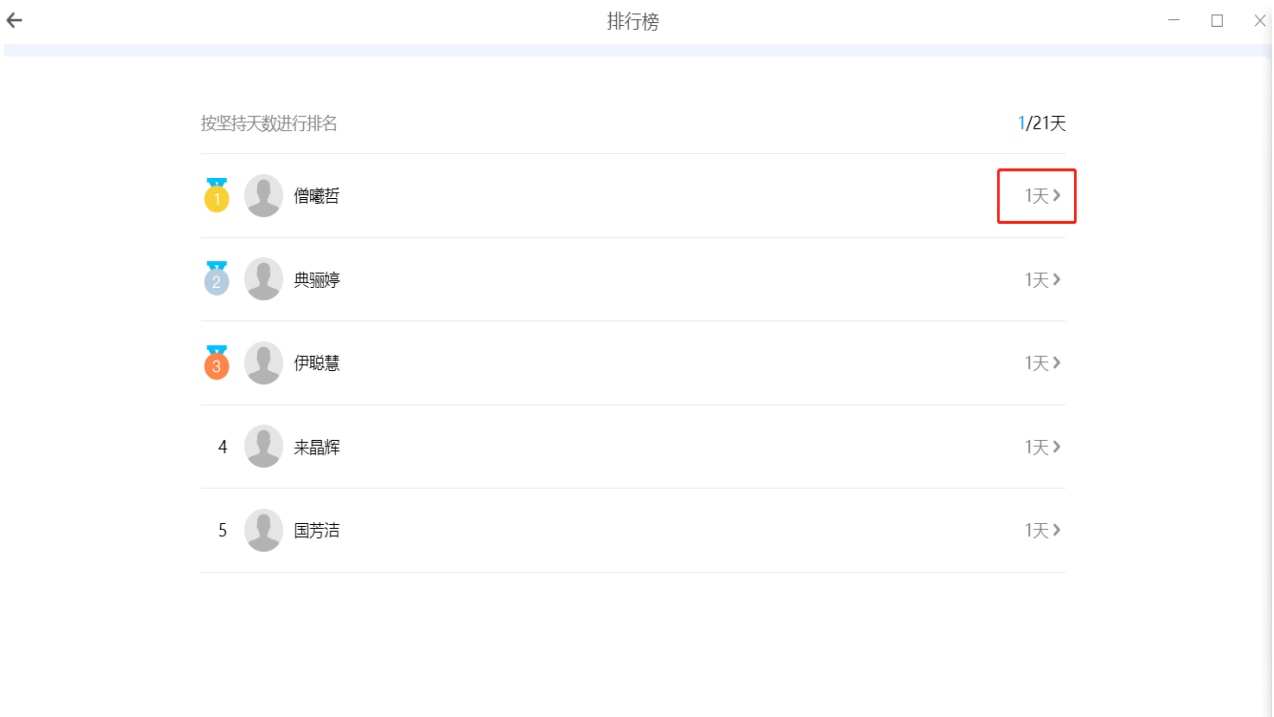 排行榜
按坚持天数进行排名 1/21天
1 僧曦哲 1天
2 典骊婷 1天
3 伊聪慧 1天
4 来晶辉 1天
5 国芳洁 1天